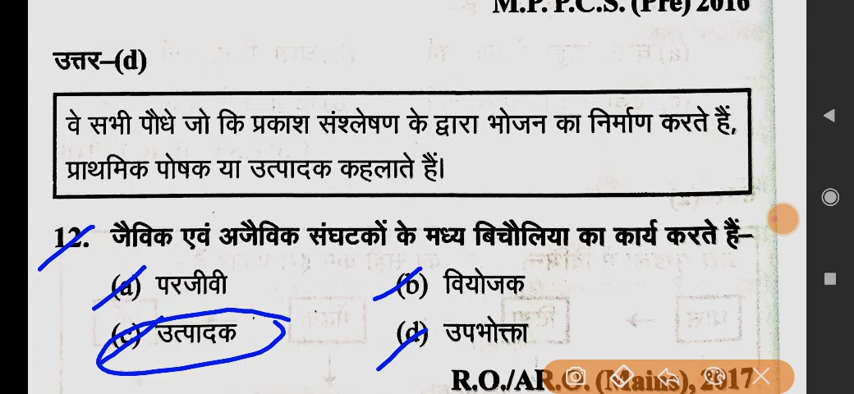 M.P. P.C.S. (Pre) 2016
उत्तर–(d)
वे सभी पौधे जो कि प्रकाश संश्लेषण के द्वारा भोजन का निर्माण करते हैं,
प्राथमिक पोषक या उत्पादक कहलाते हैं।
12. जैविक एवं अजैविक संघटकों के मध्य बिचौलिया का कार्य करते हैं–
(a) परजीवी (b) वियोजक
(c) उत्पादक (d) उपभोक्ता
R.O./AR.O. (Mains), 2017